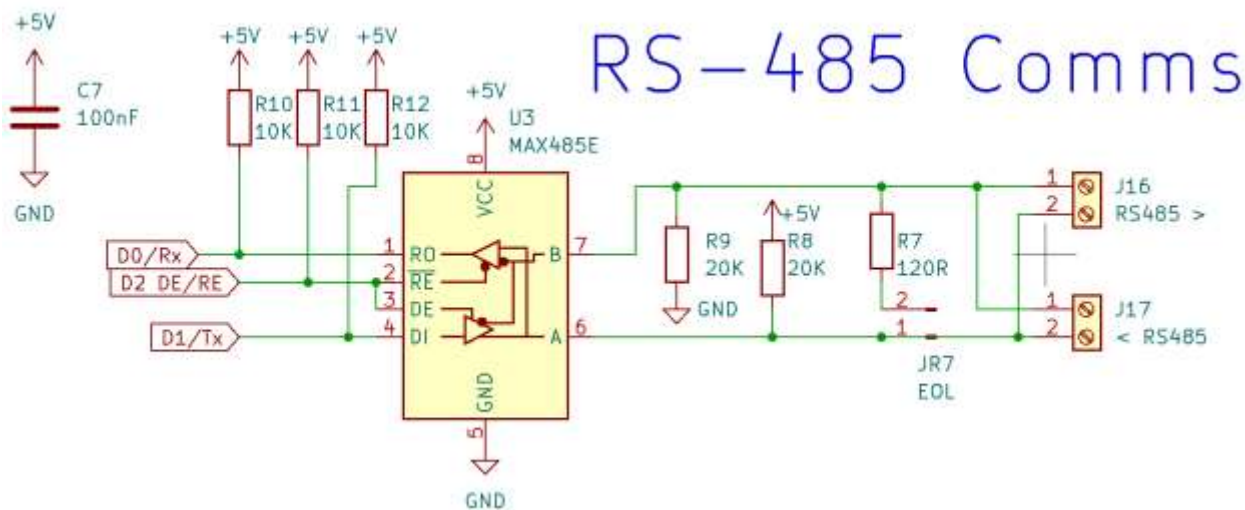 +5V
C7
100nF
GND
+5V
+5V
+5V
R10
10K
R11
10K
R12
10K
RS-485 Comms
+5V
U3
MAX485E
8
VCC
D0/Rx
D2 DE/RE
D1/Tx
1
2
3
4
RO
RE
DE
DI
B
A
7
6
GND
5
GND
R9
20K
GND
+5V
R8
20K
R7
120R
2
1
JR7
EOL
1
2
J16
RS485 >
1
2
J17
< RS485